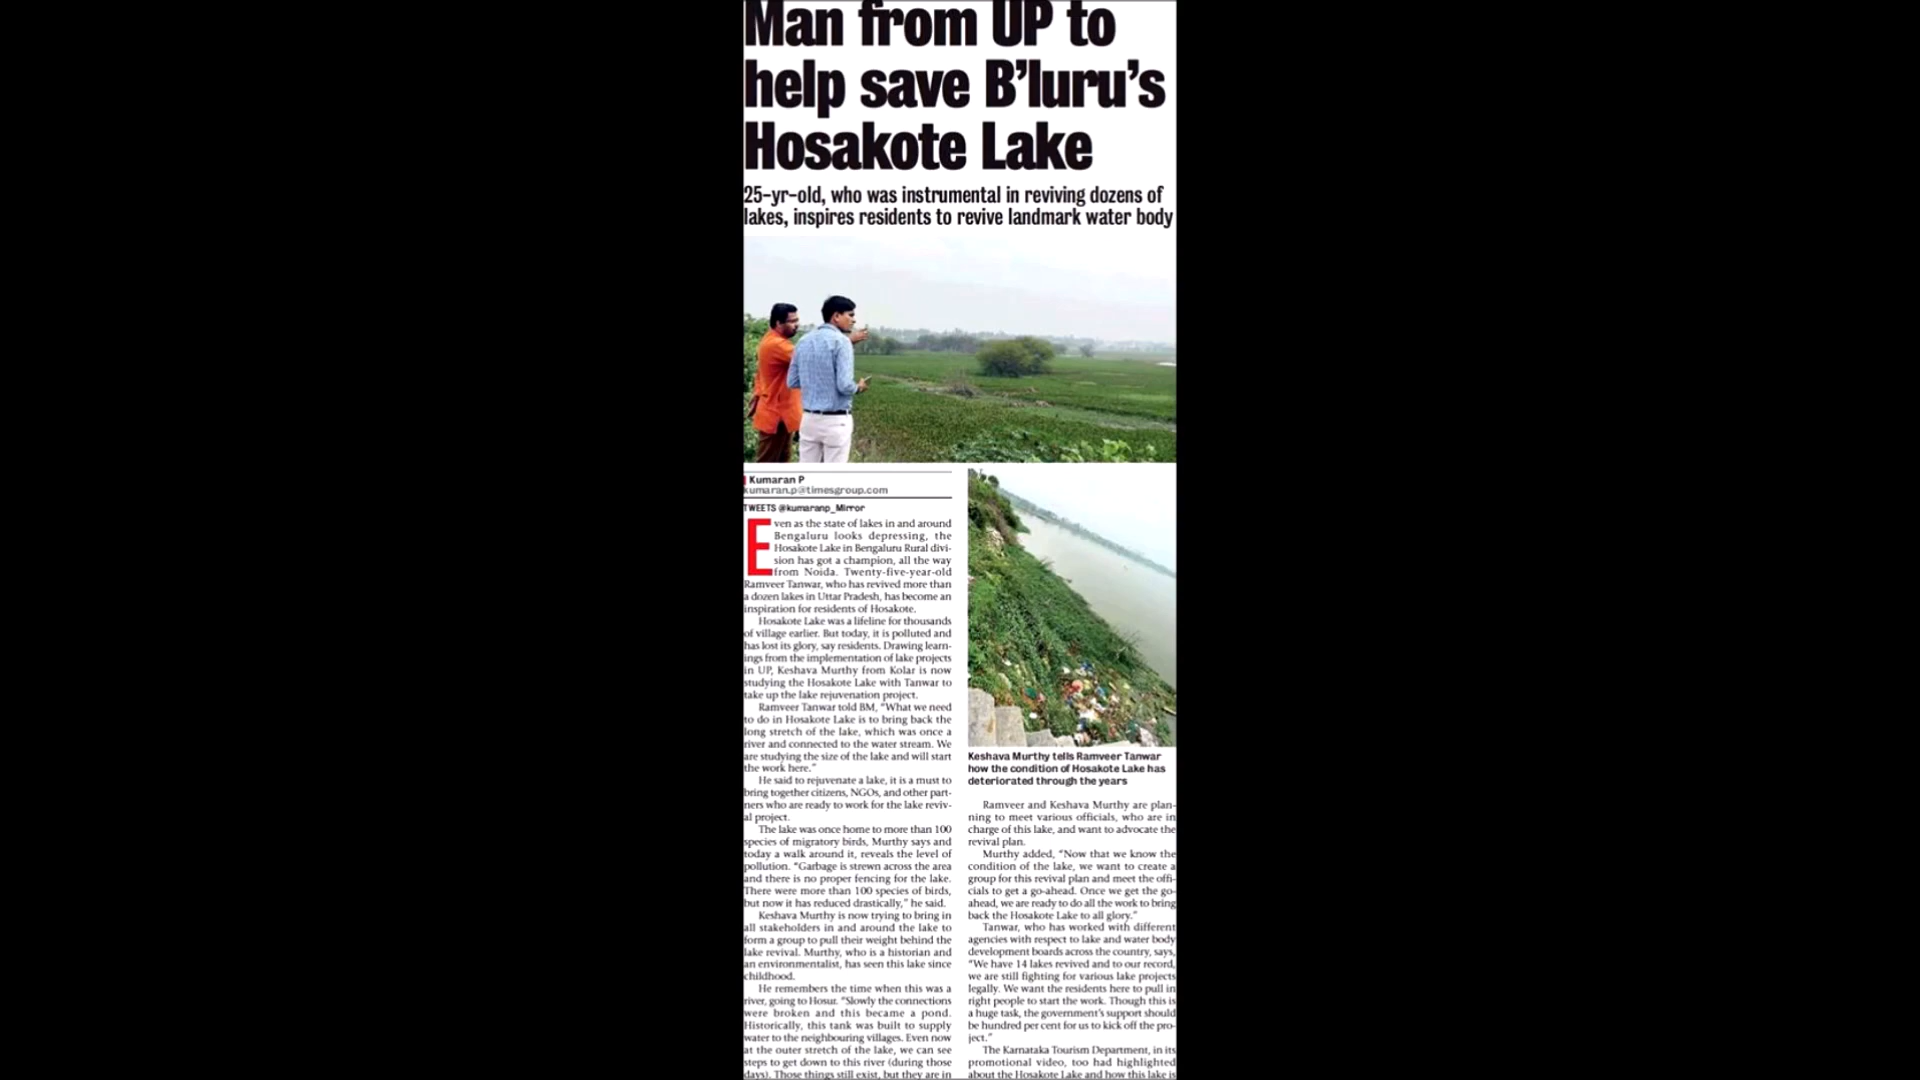 Man from UP to
help save B'luru's
Hosakote Lake
25-yr-old, who was instrumental in reviving dozens of
lakes, inspires residents to revive landmark water body
Kumaran P
kumaran.p@timesgroup.com
TWEETS @kumaranp_Mirror
Even as the state of lakes in and around
Bengaluru looks depressing, the
Hosakote Lake in Bengaluru Rural divi-
sion has got a champion, all the way
from Noida. Twenty-five-year-old
Ramveer Tanwar, who has revived more than
a dozen lakes in Uttar Pradesh, has become an
inspiration for residents of Hosakote.
Hosakote Lake was a lifeline for thousands
of village earlier. But today, it is polluted and
has lost its glory, say residents. Drawing learn-
ings from the implementation of lake projects
in UP, Keshava Murthy from Kolar is now
studying the Hosakote Lake with Tanwar to
take up the lake rejuvenation project.
Ramveer Tanwar told BM, "What we need
to do in Hosakote Lake is to bring back the
long stretch of the lake, which was once a
river and connected to the water stream. We
are studying the size of the lake and will start
the work here."
He said to rejuvenate a lake, it is a must to
bring together citizens, NGOs, and other part-
ners who are ready to work for the lake reviv-
al project.
The lake was once home to more than 100
species of migratory birds, Murthy says and
today a walk around it, reveals the level of
pollution. "Garbage is strewn across the area
and there is no proper fencing for the lake.
There were more than 100 species of birds,
but now it has reduced drastically," he said.
Keshava Murthy is now trying to bring in
all stakeholders in and around the lake to
form a group to pull their weight behind the
lake revival. Murthy, who is a historian and
an environmentalist, has seen this lake since
childhood.
He remembers the time when this was a
river, going to Hosur. "Slowly the connections
were broken and this became a pond.
Historically, this tank was built to supply
water to the neighbouring villages. Even now
at the outer stretch of the lake, we can see
steps to get down to this river (during those
days). Those things still exist, but they are in
Keshava Murthy tells Ramveer Tanwar
how the condition of Hosakote Lake has
deteriorated through the years
Ramveer and Keshava Murthy are plan-
ning to meet various officials, who are in
charge of this lake, and want to advocate the
revival plan.
Murthy added, "Now that we know the
condition of the lake, we want to create a
group for this revival plan and meet the offi-
cials to get a go-ahead. Once we get the go-
ahead, we are ready to do all the work to bring
back the Hosakote Lake to all glory."
Tanwar, who has worked with different
agencies with respect to lake and water body
development boards across the country, says,
"We have 14 lakes revived and to our record,
we are still fighting for various lake projects
legally. We want the residents here to pull in
right people to start the work. Though this is
a huge task, the government's support should
be hundred per cent for us to kick off the pro-
ject."
The Karnataka Tourism Department, in its
promotional video, too had highlighted
about the Hosakote Lake and how this lake is